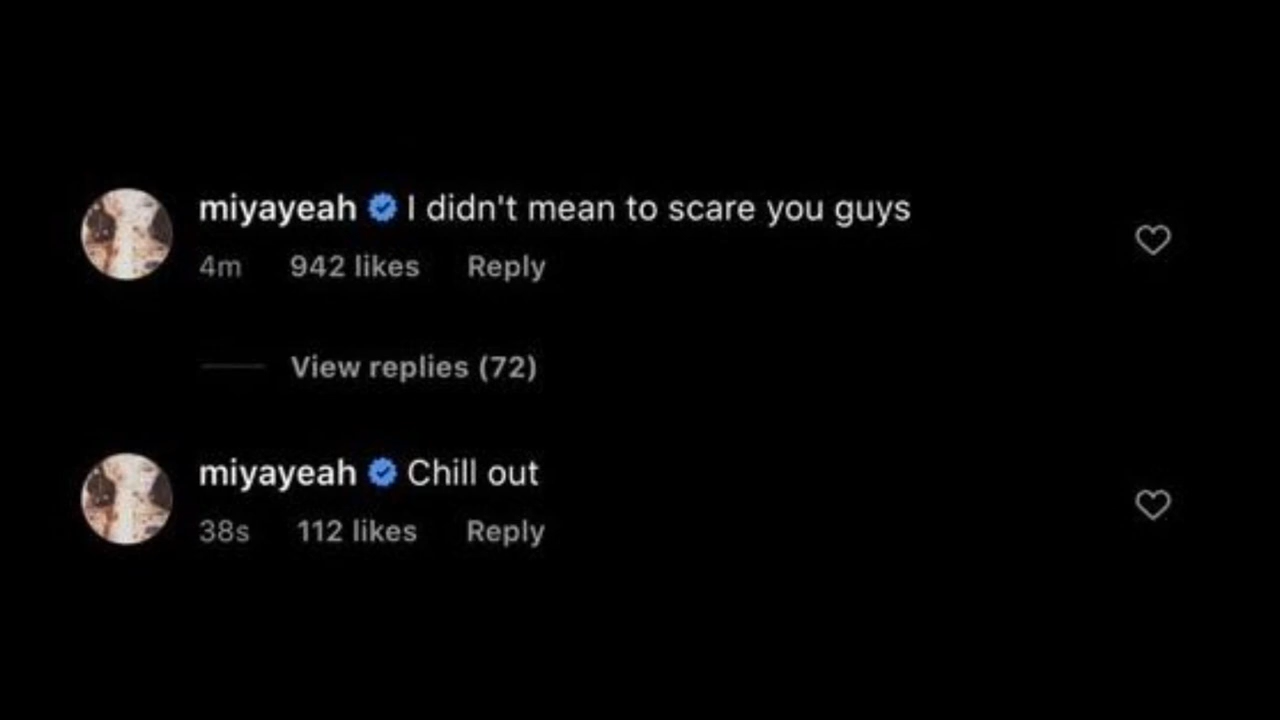 miyayeah I didn't mean to scare you guys
4m 942 likes Reply
View replies (72)
miyayeah Chill out
38s 112 likes Reply